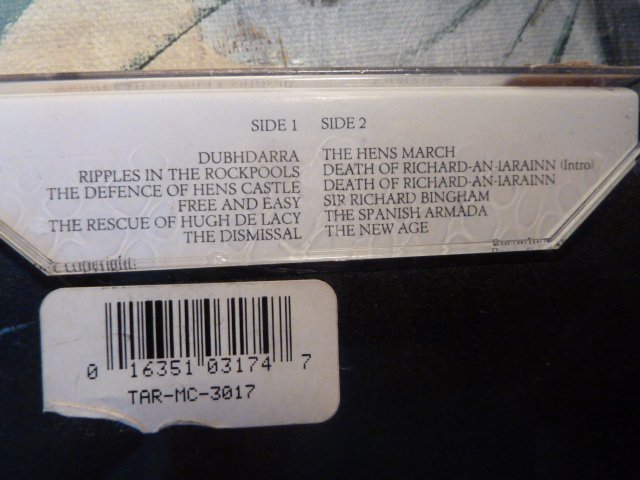 SIDE 1 SIDE 2
DUBHDARRA THE HENS MARCH
RIPPLES IN THE ROCKPOOLS DEATH OF RICHARD-AN-IARAINN (Intro)
THE DEFENCE OF HENS CASTLE DEATH OF RICHARD-AN-IARAINN
FREE AND EASY SIR RICHARD BINGHAM
THE RESCUE OF HUGH DE LACY THE SPANISH ARMADA
THE DISMISSAL THE NEW AGE
copyright
0 16351 03174 7
TAR-MC-3017